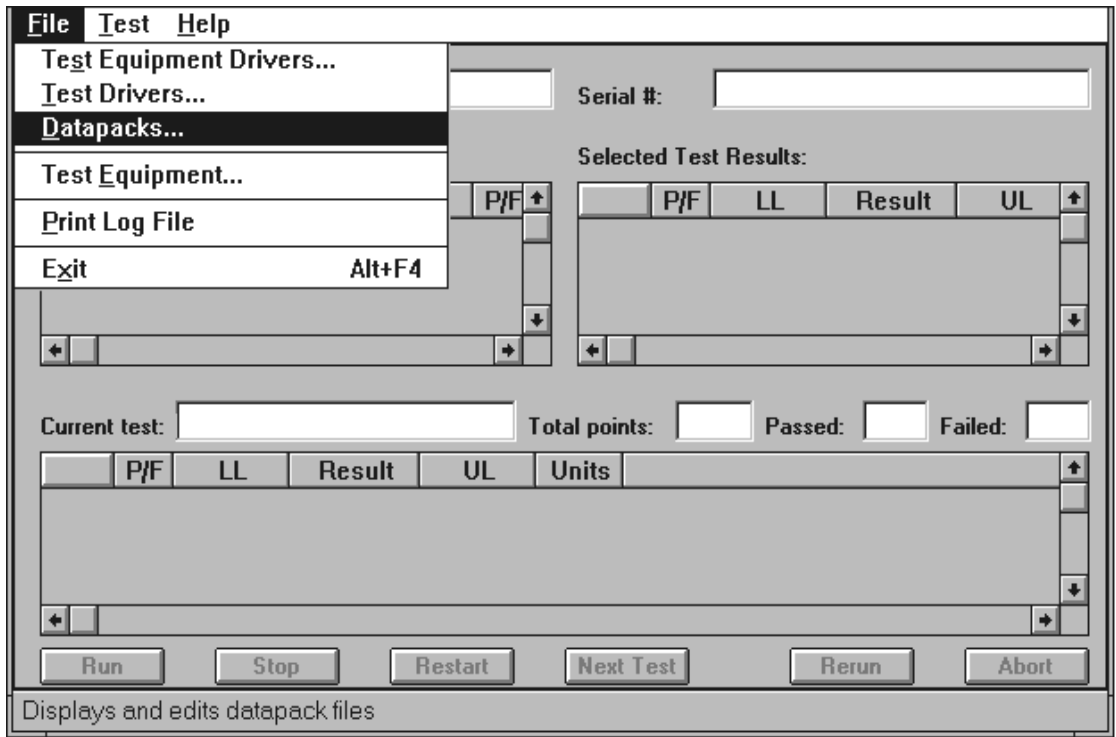 File Test Help
Test Equipment Drivers...
Test Drivers...
Datapacks...
Test Equipment...
Print Log File
Exit Alt+F4
Serial #:
Selected Test Results:
P/F
P/F LL Result UL
Current test: Total points: Passed: Failed:
P/F LL Result UL Units
Run Stop Restart Next Test Rerun Abort
Displays and edits datapack files